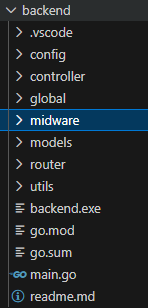 backend
.vscode
config
controller
global
midware
models
router
utils
backend.exe
go.mod
go.sum
main.go
readme.md